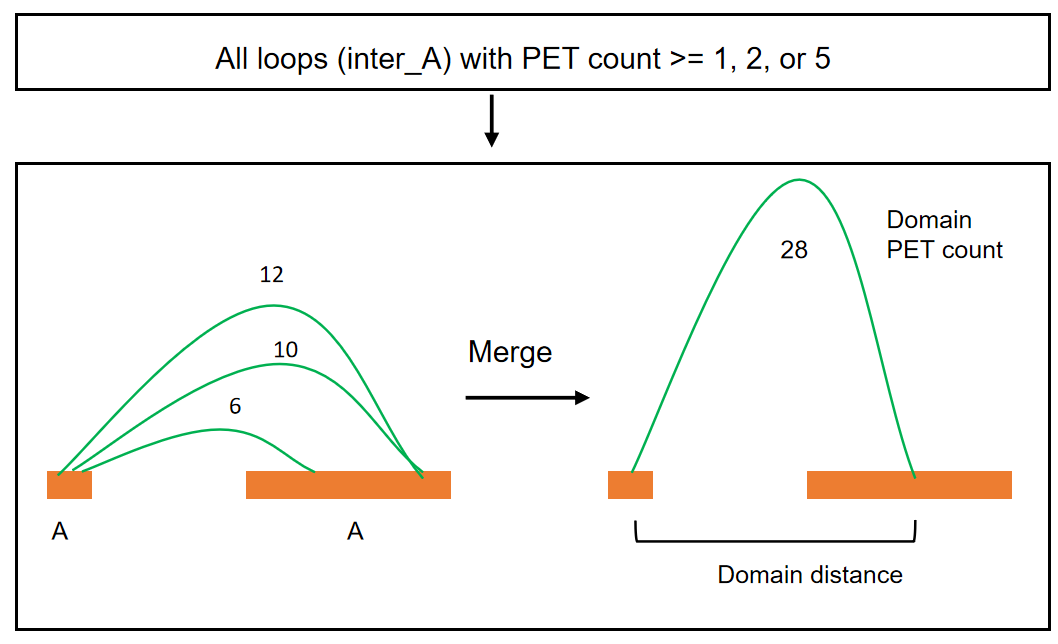 All loops (inter_A) with PET count >= 1, 2, or 5
12
10
6
A
A
Merge
28
Domain
PET count
Domain distance